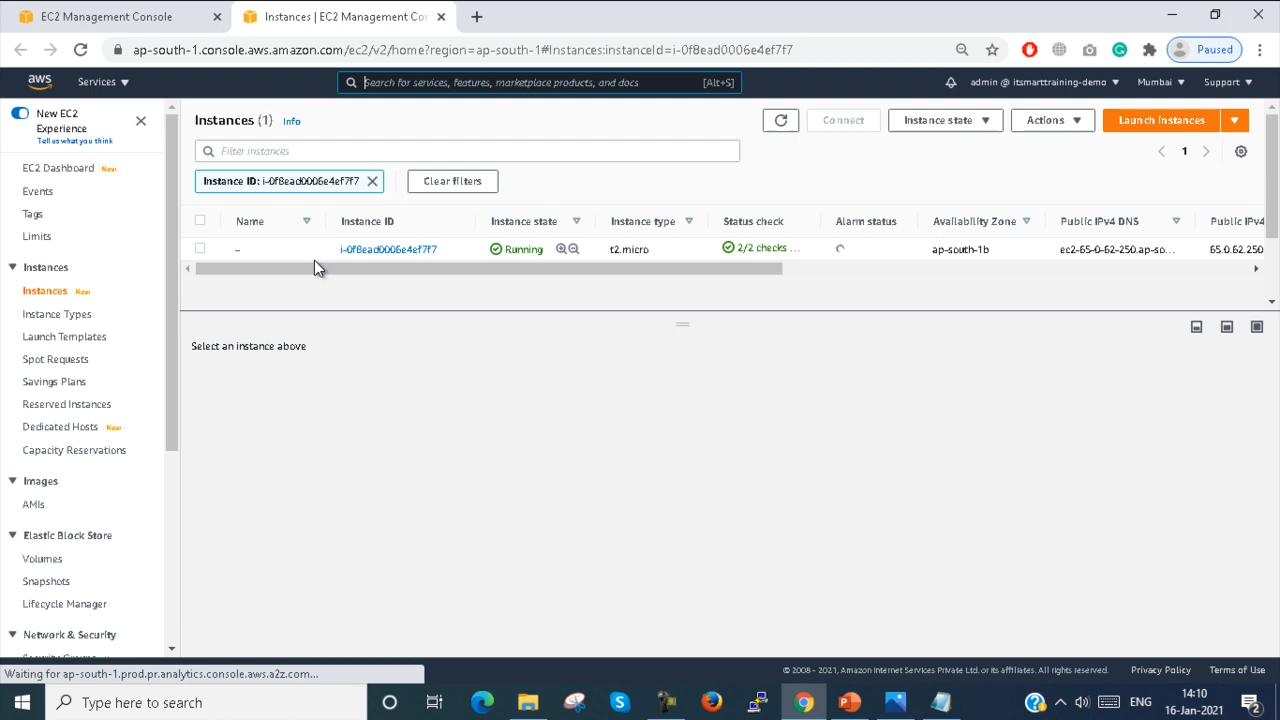 EC2 Management Console
Instances | EC2 Management Con
ap-south-1.console.aws.amazon.com/ec2/v2/home?region=ap-south-1#Instances:instanceId=i-0f8ead0006e4ef7f7
Paused
aws
Services
Search for services, features, marketplace products, and docs
[Alt+S]
admin @ itsmarttraining-demo
Mumbai
Support
New EC2
Experience
Tell us what you think
EC2 Dashboard New
Events
Tags
Limits
Instances
Instances New
Instance Types
Launch Templates
Spot Requests
Savings Plans
Reserved Instances
Dedicated Hosts New
Capacity Reservations
Images
AMIs
Elastic Block Store
Volumes
Snapshots
Lifecycle Manager
Network & Security
Instances (1) Info
Connect
Instance state
Actions
Launch instances
Filter instances
1
Instance ID: i-0f8ead0006e4ef7f7
Clear filters
Name Instance ID Instance state Instance type Status check Alarm status Availability Zone Public IPv4 DNS Public IPv4
– i-0f8ead0006e4ef7f7 Running t2.micro 2/2 checks ... ap-south-1b ec2-65-0-62-250.ap-so... 65.0.62.250
Select an instance above
Waiting for ap-south-1.prod.pr.analytics.console.aws.a2z.com...
© 2008 - 2021, Amazon Internet Services Private Ltd. or its affiliates. All rights reserved.
Privacy Policy
Terms of Use
Type here to search
ENG
14:10
16-Jan-2021
2